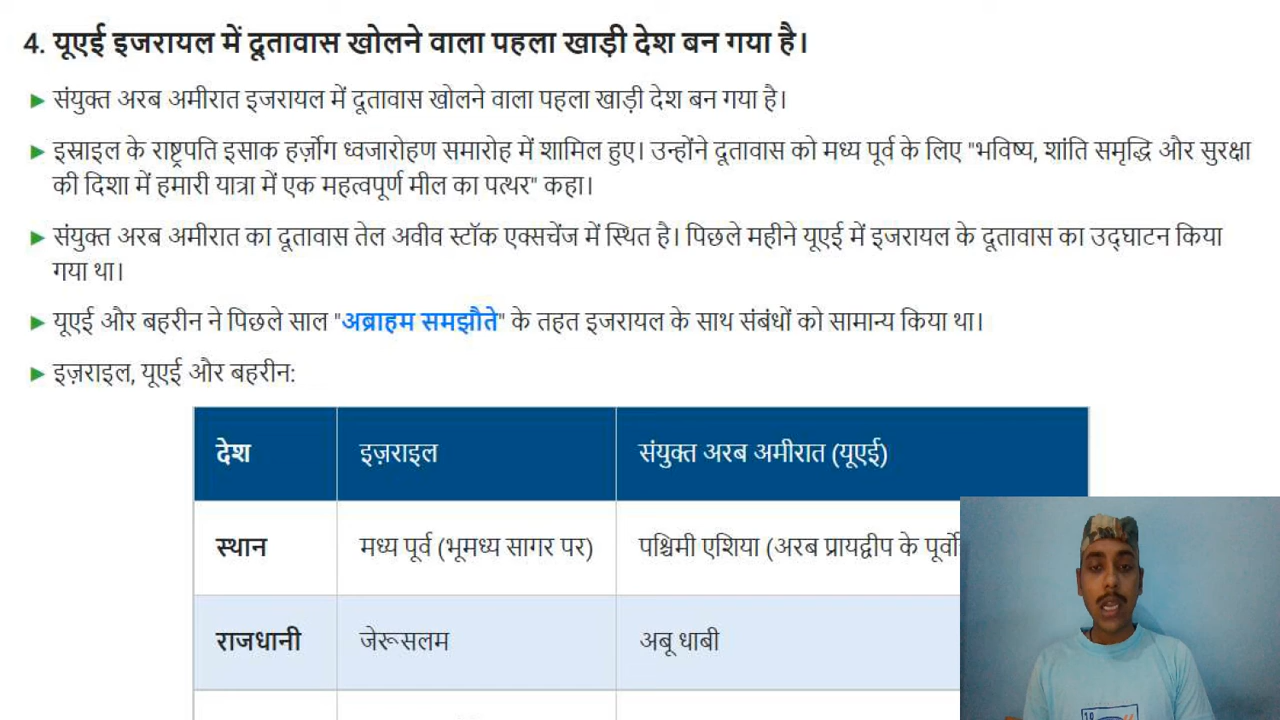 4. यूएई इजरायल में दूतावास खोलने वाला पहला खाड़ी देश बन गया है।
► संयुक्त अरब अमीरात इजरायल में दूतावास खोलने वाला पहला खाड़ी देश बन गया है।
► इस्राइल के राष्ट्रपति इसाक हर्ज़ोग ध्वजारोहण समारोह में शामिल हुए। उन्होंने दूतावास को मध्य पूर्व के लिए "भविष्य, शांति समृद्धि और सुरक्षा
की दिशा में हमारी यात्रा में एक महत्वपूर्ण मील का पत्थर" कहा।
► संयुक्त अरब अमीरात का दूतावास तेल अवीव स्टॉक एक्सचेंज में स्थित है। पिछले महीने यूएई में इजरायल के दूतावास का उद्घाटन किया
गया था।
► यूएई और बहरीन ने पिछले साल "अब्राहम समझौते" के तहत इजरायल के साथ संबंधों को सामान्य किया था।
► इज़राइल, यूएई और बहरीन:
देश इज़राइल संयुक्त अरब अमीरात (यूएई)
स्थान मध्य पूर्व (भूमध्य सागर पर) पश्चिमी एशिया (अरब प्रायद्वीप के
राजधानी जेरूसलम अबू धाबी